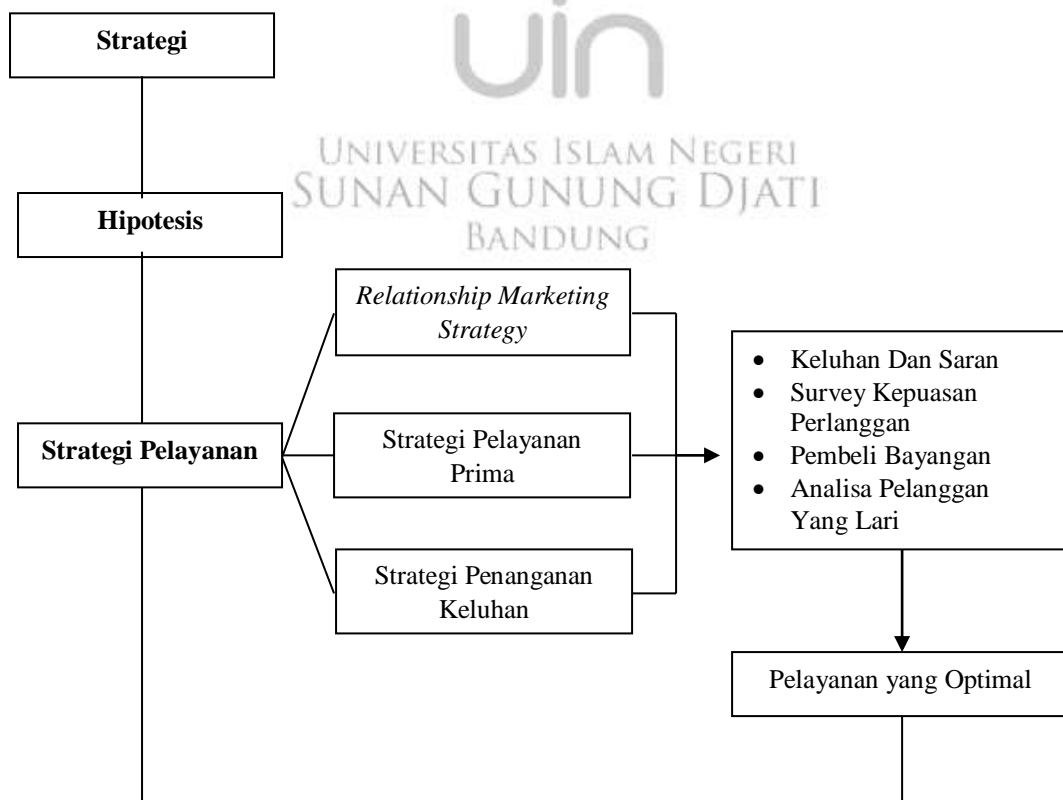 Strategi
uin
UNIVERSITAS ISLAM NEGERI
SUNAN GUNUNG DJATI
BANDUNG
Hipotesis
Relationship Marketing
Strategy
Strategi Pelayanan
Strategi Pelayanan
Prima
Strategi Penanganan
Keluhan
• Keluhan Dan Saran
• Survey Kepuasan
Perlanggan
• Pembeli Bayangan
• Analisa Pelanggan
Yang Lari
Pelayanan yang Optimal